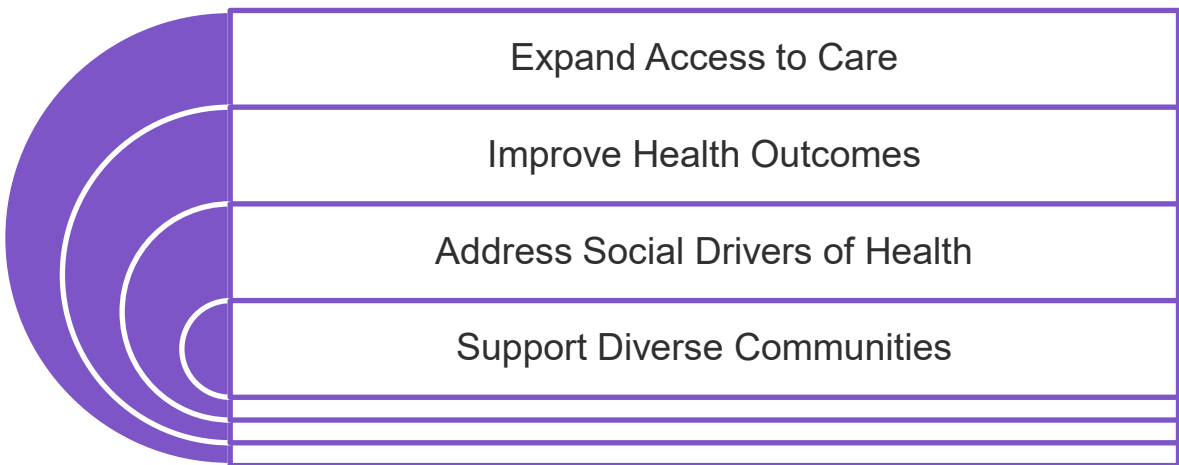 Expand Access to Care
Improve Health Outcomes
Address Social Drivers of Health
Support Diverse Communities